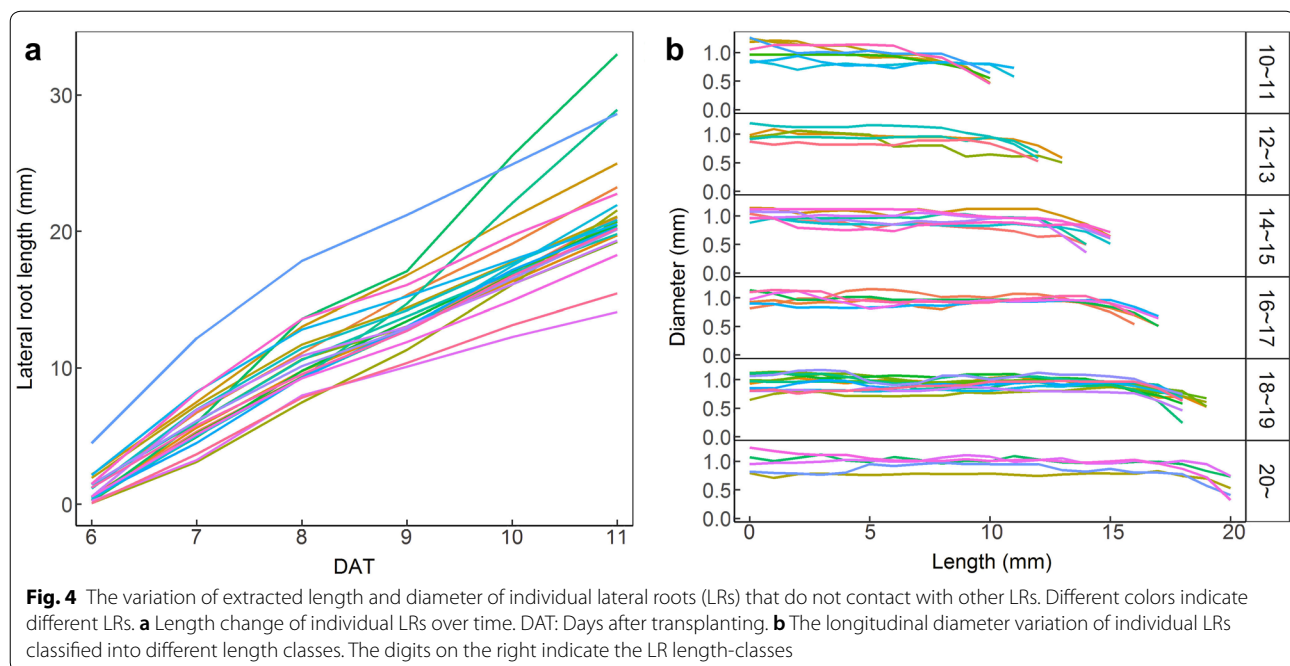 a
30
20
10
0
Lateral root length (mm)
6 7 8 9 10 11
DAT
b
1.0
0.5
0.0
10~11
1.0
0.5
0.0
12~13
1.0
0.5
0.0
14~15
1.0
0.5
0.0
16~17
1.0
0.5
0.0
18~19
1.0
0.5
0.0
20~
Diameter (mm)
0 5 10 15 20
Length (mm)
Fig. 4 The variation of extracted length and diameter of individual lateral roots (LRs) that do not contact with other LRs. Different colors indicate
different LRs. a Length change of individual LRs over time. DAT: Days after transplanting. b The longitudinal diameter variation of individual LRs
classified into different length classes. The digits on the right indicate the LR length-classes